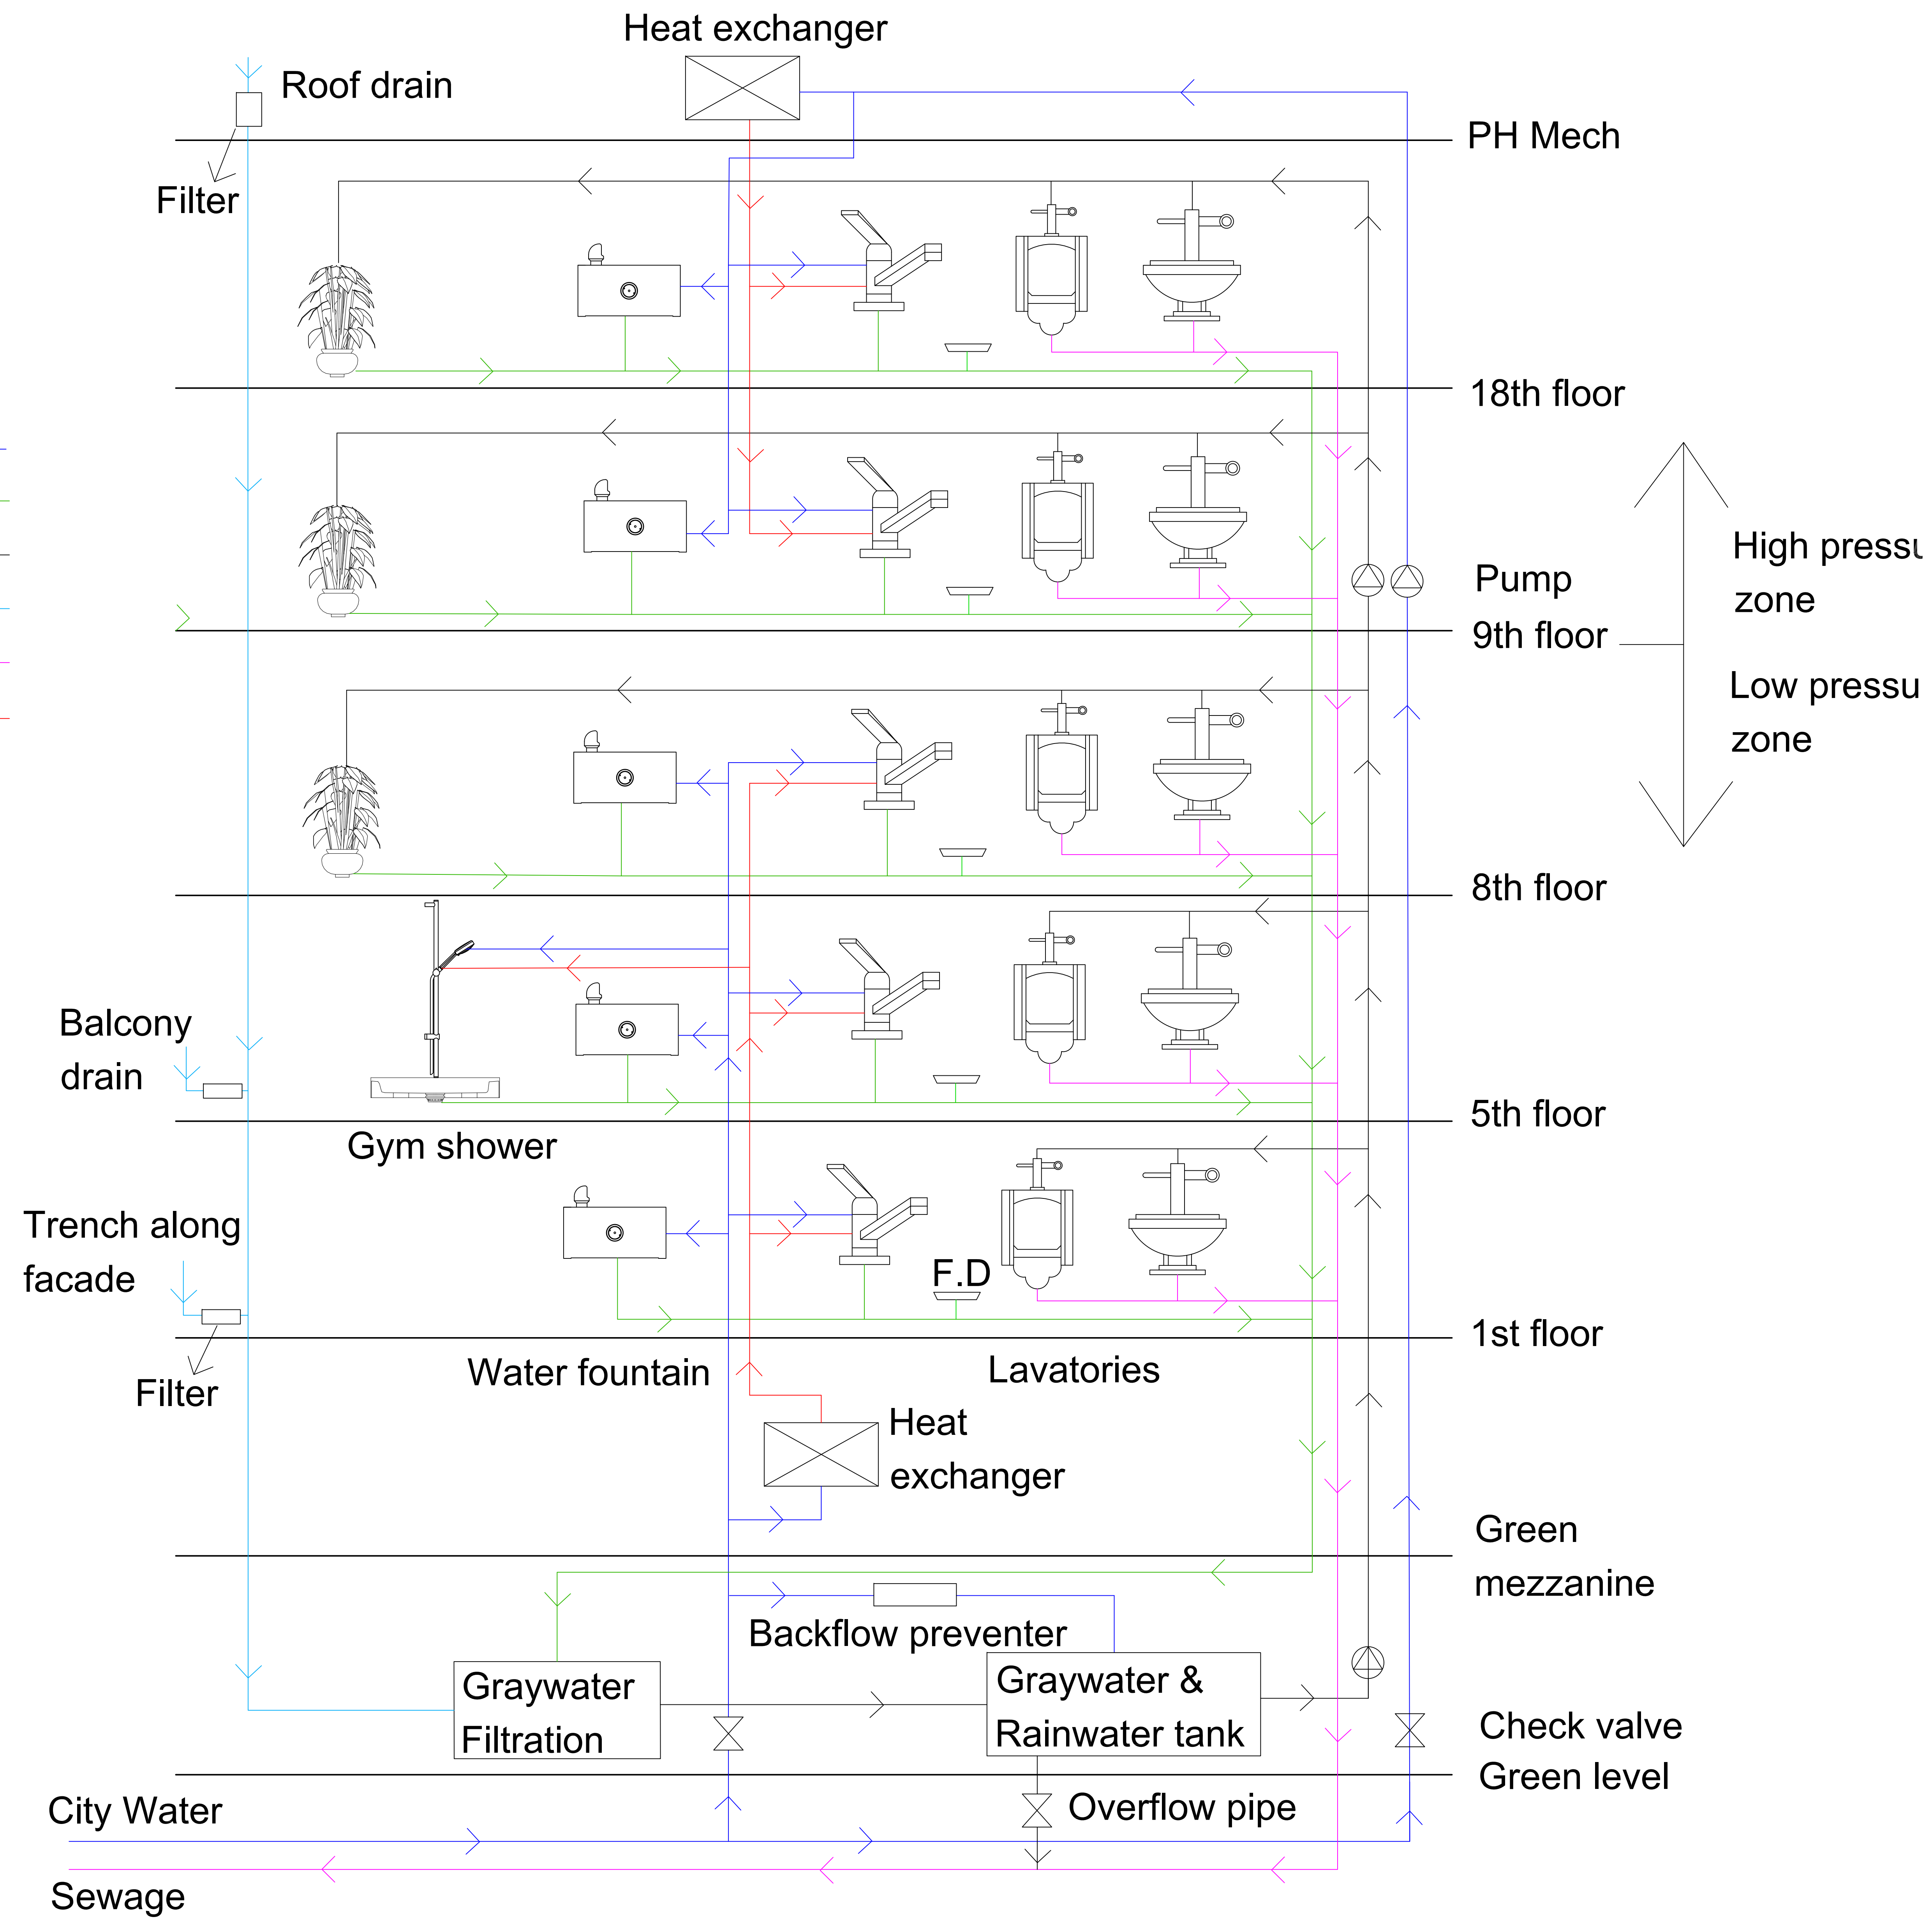 Heat exchanger
Roof drain
PH Mech
Filter
18th floor
High pressu
zone
Pump
9th floor
Low pressu
zone
8th floor
Balcony
drain
5th floor
Gym shower
Trench along
facade
F.D
1st floor
Filter
Water fountain
Lavatories
Heat
exchanger
Green
mezzanine
Backflow preventer
Graywater
Filtration
Graywater &
Rainwater tank
Check valve
Green level
City Water
Overflow pipe
Sewage